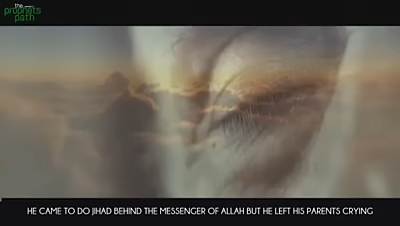 the
prophets
path
HE CAME TO DO JIHAD BEHIND THE MESSENGER OF ALLAH BUT HE LEFT HIS PARENTS CRYING